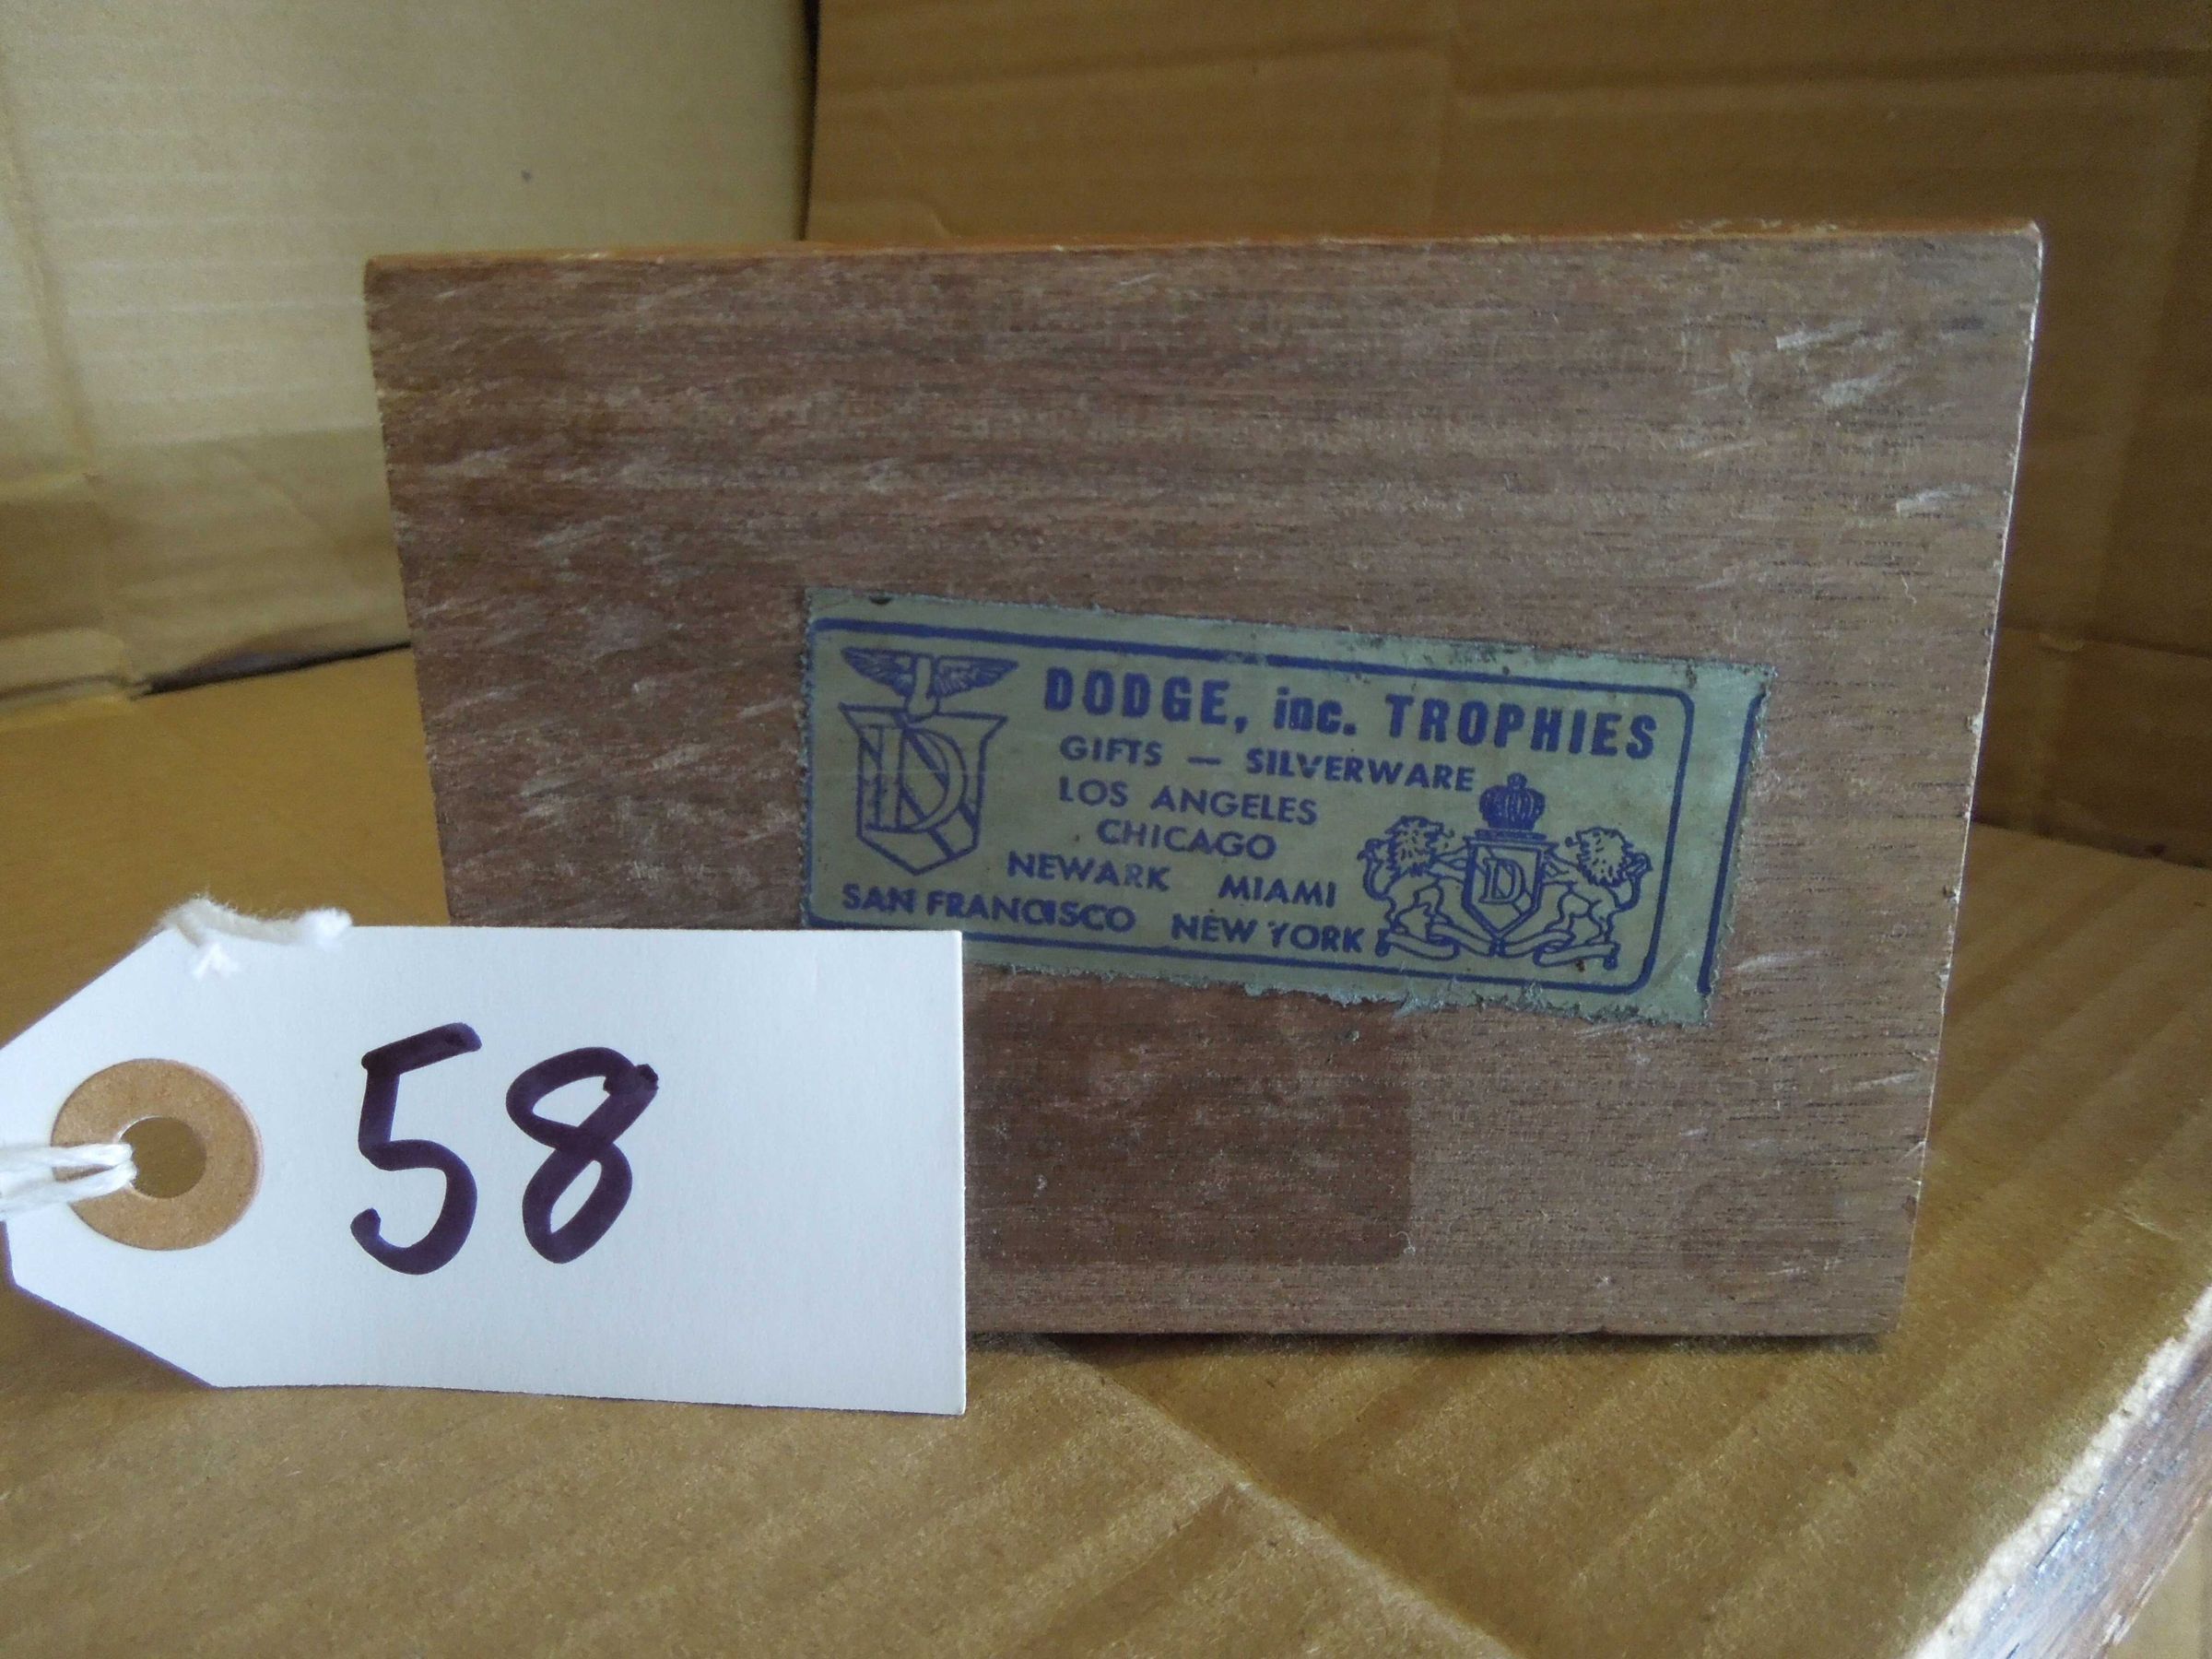 DODGE, inc. TROPHIES
GIFTS — SILVERWARE
LOS ANGELES
CHICAGO
NEWARK MIAMI
SAN FRANCISCO NEW YORK
D
D
58